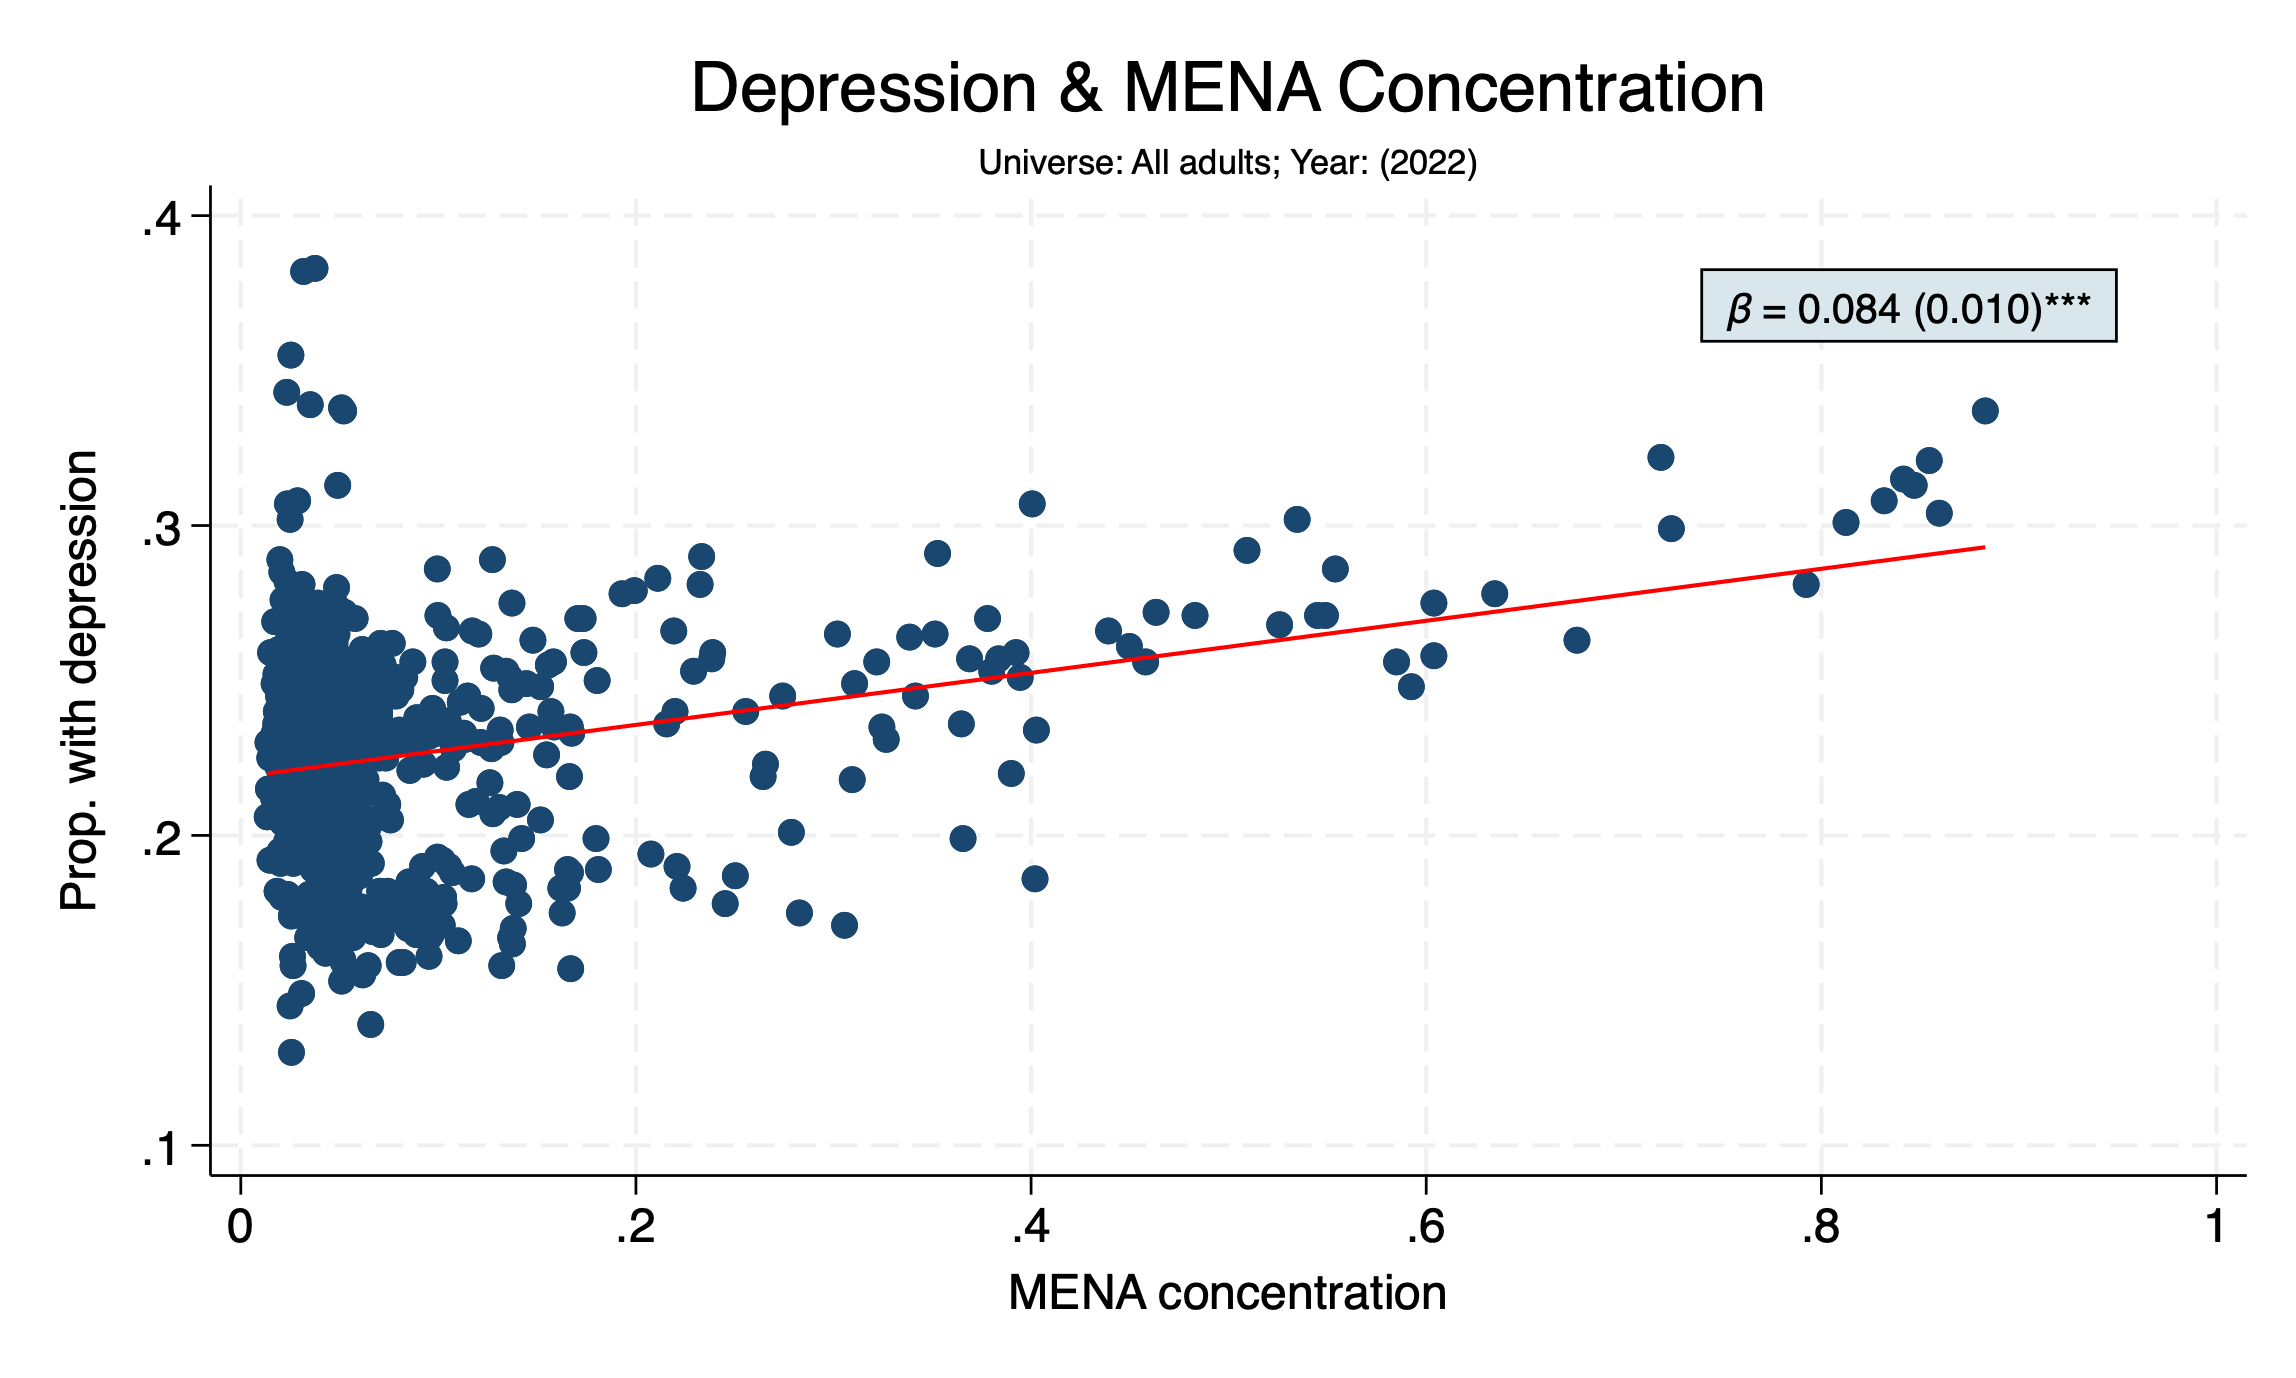 Depression & MENA Concentration
Universe: All adults; Year: (2022)
β = 0.084 (0.010)***
Prop. with depression
.4
.3
.2
.1
0 .2 .4 .6 .8 1
MENA concentration